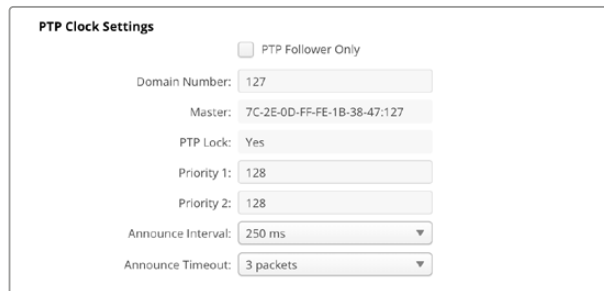 PTP Clock Settings
PTP Follower Only
Domain Number: 127
Master: 7C-2E-0D-FF-FE-1B-38-47:127
PTP Lock: Yes
Priority 1: 128
Priority 2: 128
Announce Interval: 250 ms
Announce Timeout: 3 packets